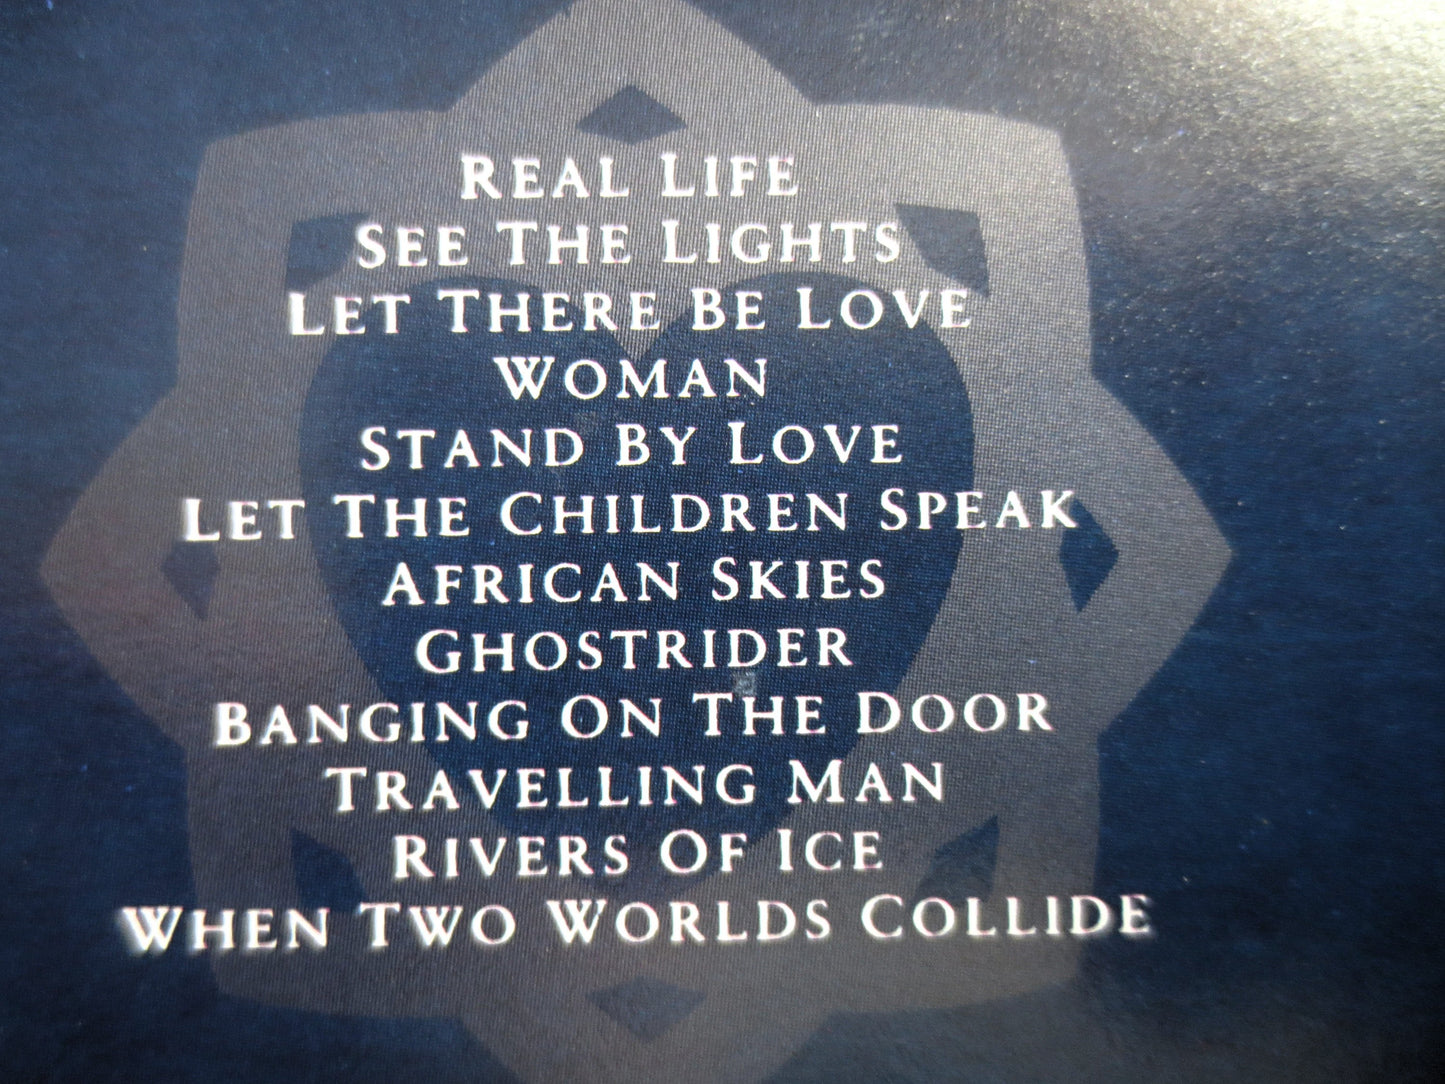 Real Life
See The Lights
Let There Be Love
Woman
Stand By Love
Let The Children Speak
African Skies
Ghostrider
Banging On The Door
Travelling Man
Rivers Of Ice
When Two Worlds Collide